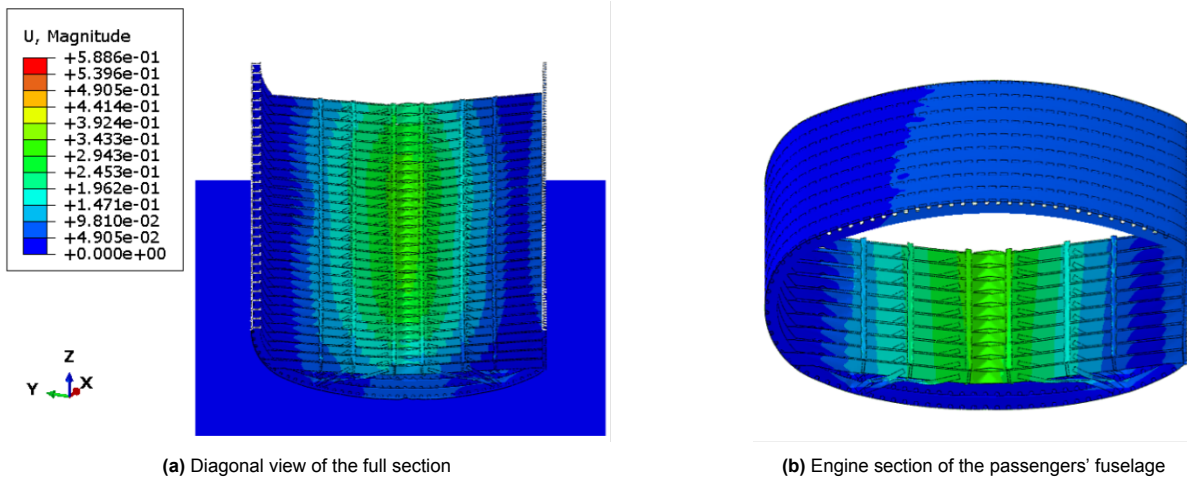 U, Magnitude
+5.886e-01
+5.396e-01
+4.905e-01
+4.414e-01
+3.924e-01
+3.433e-01
+2.943e-01
+2.453e-01
+1.962e-01
+1.471e-01
+9.810e-02
+4.905e-02
+0.000e+00
Z
Y X
(a) Diagonal view of the full section
(b) Engine section of the passengers’ fuselage